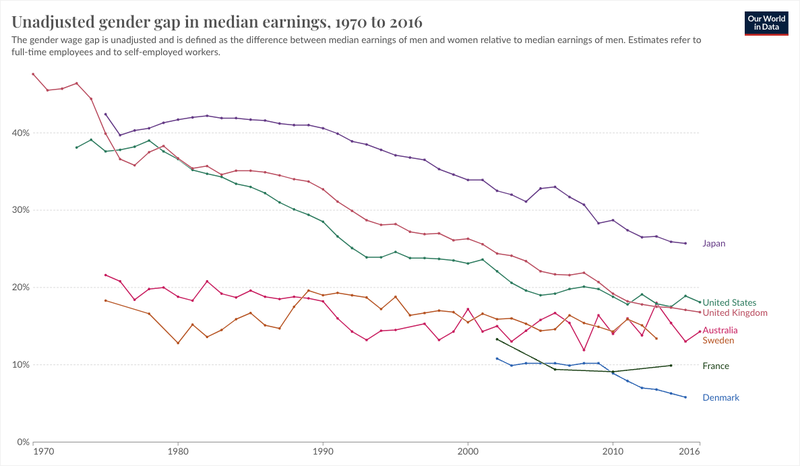 Unadjusted gender gap in median earnings, 1970 to 2016
Our World
in Data
The gender wage gap is unadjusted and is defined as the difference between median earnings of men and women relative to median earnings of men. Estimates refer to
full-time employees and to self-employed workers.
40%
30%
20%
10%
0%
Japan
United States
United Kingdom
Australia
Sweden
France
Denmark
1970
1980
1990
2000
2010
2016